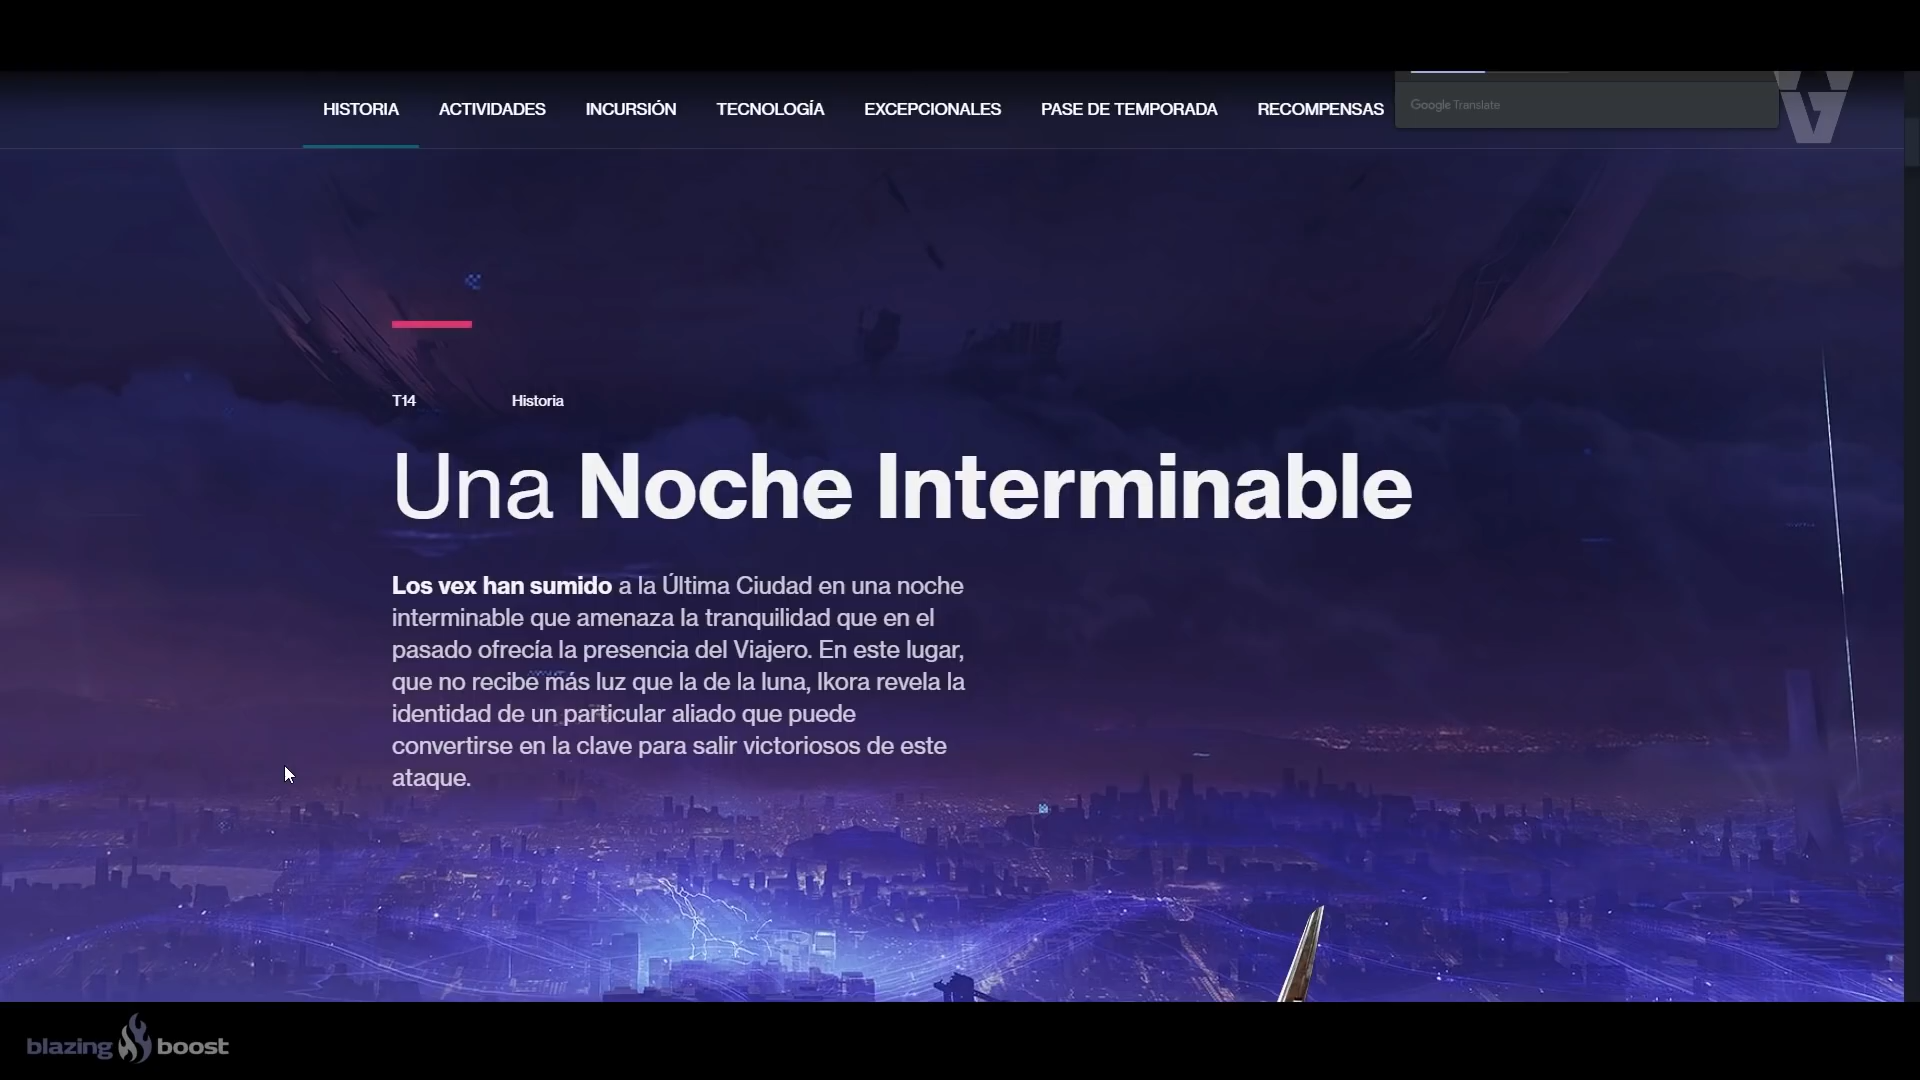 HISTORIA ACTIVIDADES INCURSIÓN TECNOLOGÍA EXCEPCIONALES PASE DE TEMPORADA RECOMPENSAS
Google Translate
T14 Historia
Una Noche Interminable
Los vex han sumido a la Última Ciudad en una noche
interminable que amenaza la tranquilidad que en el
pasado ofrecía la presencia del Viajero. En este lugar,
que no recibe más luz que la de la luna, Ikora revela la
identidad de un particular aliado que puede
convertirse en la clave para salir victoriosos de este
ataque.
blazing boost